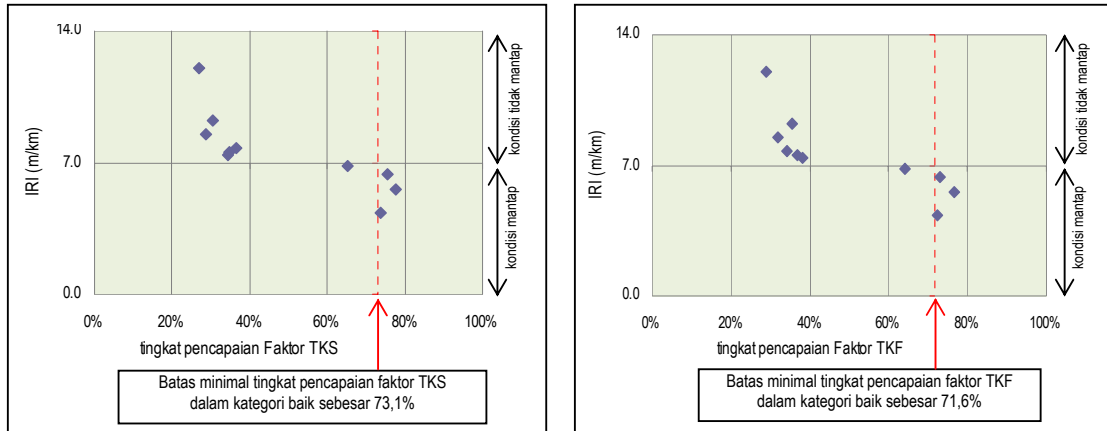 14.0
7.0
0.0
IRI (m/km)
0%
20%
40%
60%
80%
100%
tingkat pencapaian Faktor TKS
kondisi tidak mantap
kondisi mantap
Batas minimal tingkat pencapaian faktor TKS
dalam kategori baik sebesar 73,1%
14.0
7.0
0.0
IRI (m/km)
0%
20%
40%
60%
80%
100%
tingkat pencapaian Faktor TKF
kondisi tidak mantap
kondisi mantap
Batas minimal tingkat pencapaian faktor TKF
dalam kategori baik sebesar 71,6%